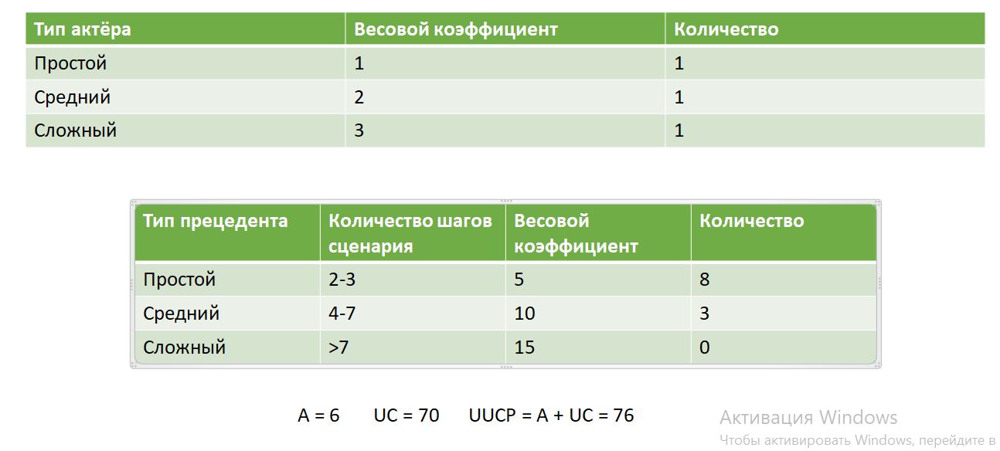 Тип актёра Весовой коэффициент Количество
Простой 1 1
Средний 2 1
Сложный 3 1
Тип прецедента Количество шагов сценария Весовой коэффициент Количество
Простой 2-3 5 8
Средний 4-7 10 3
Сложный >7 15 0
A = 6 UC = 70 UUCP = A + UC = 76
Активация Windows
Чтобы активировать Windows, перейдите в